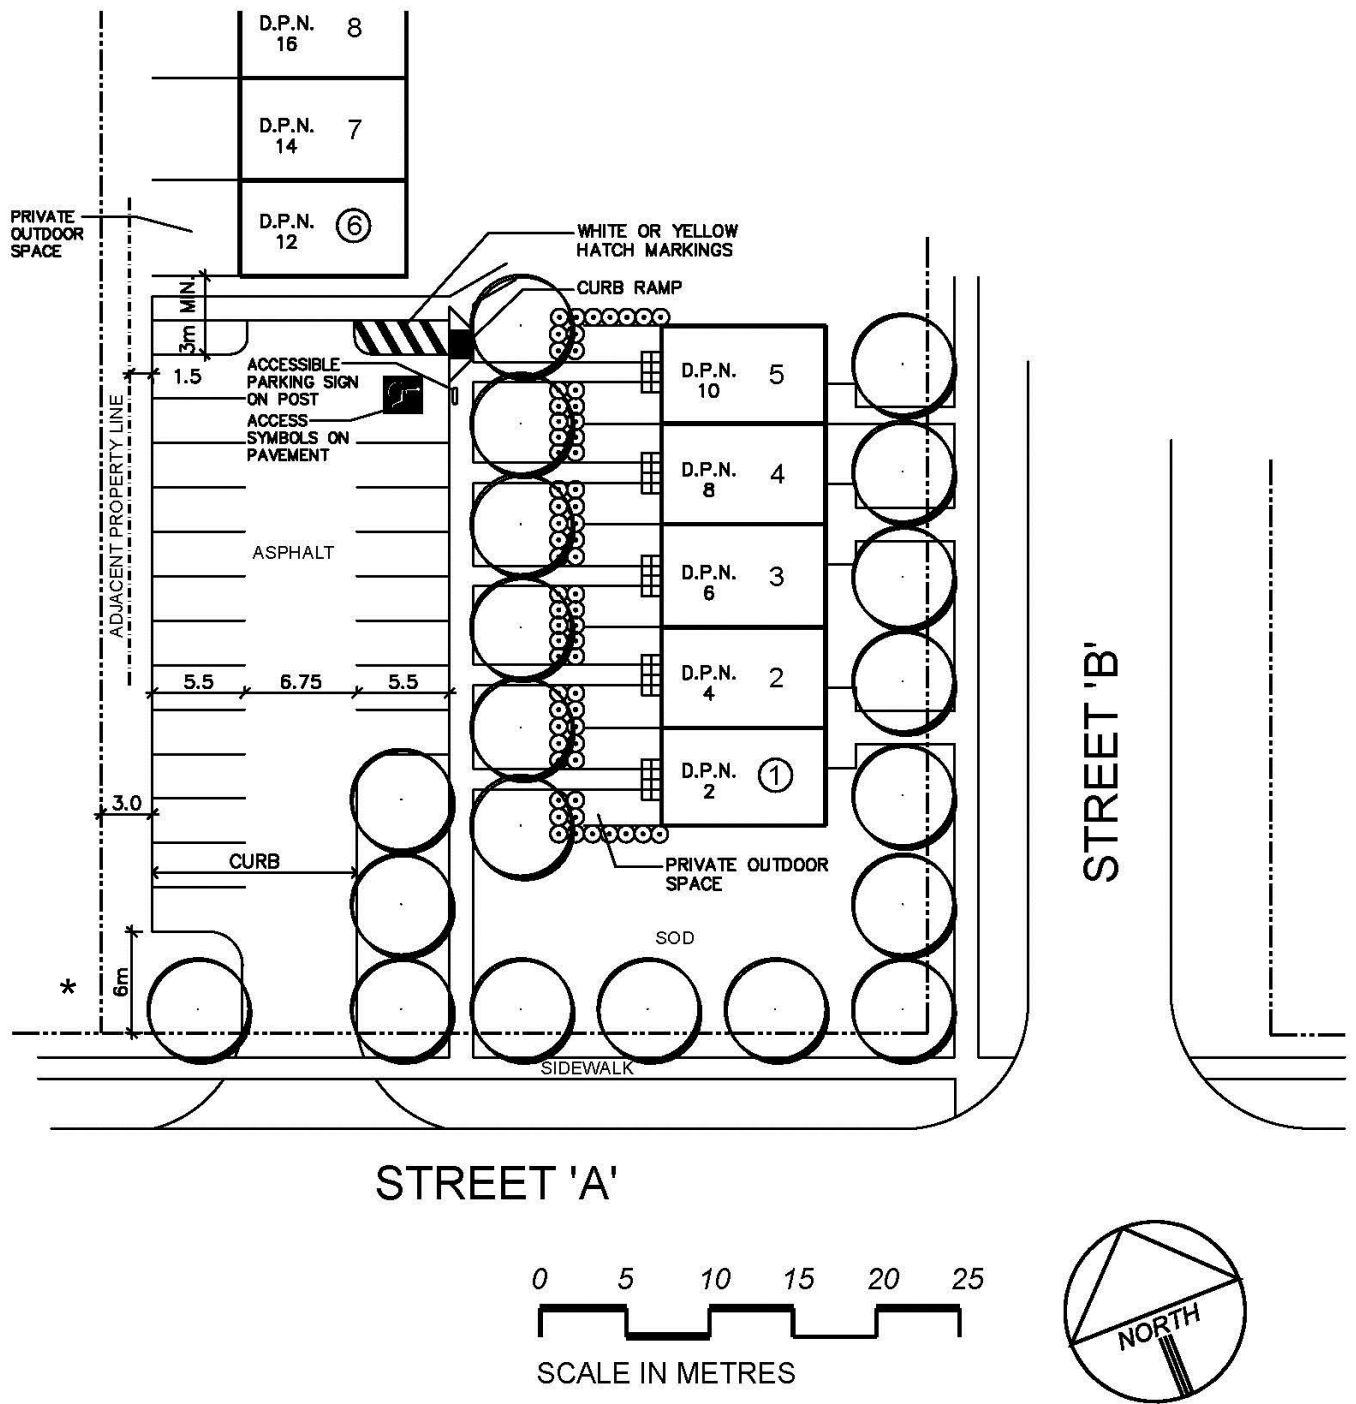 D.P.N. 8
16
D.P.N. 7
14
D.P.N. 6
12
PRIVATE
OUTDOOR
SPACE
WHITE OR YELLOW
HATCH MARKINGS
CURB RAMP
3m MIN.
1.5
ACCESSIBLE
PARKING SIGN
ON POST
ACCESS
SYMBOLS ON
PAVEMENT
ADJACENT PROPERTY LINE
ASPHALT
D.P.N. 5
10
D.P.N. 4
8
D.P.N. 3
6
D.P.N. 2
4
D.P.N. 1
2
5.5 6.75 5.5
3.0
CURB
PRIVATE OUTDOOR
SPACE
SOD
6m
*
SIDEWALK
STREET 'B'
STREET 'A'
0 5 10 15 20 25
SCALE IN METRES
NORTH